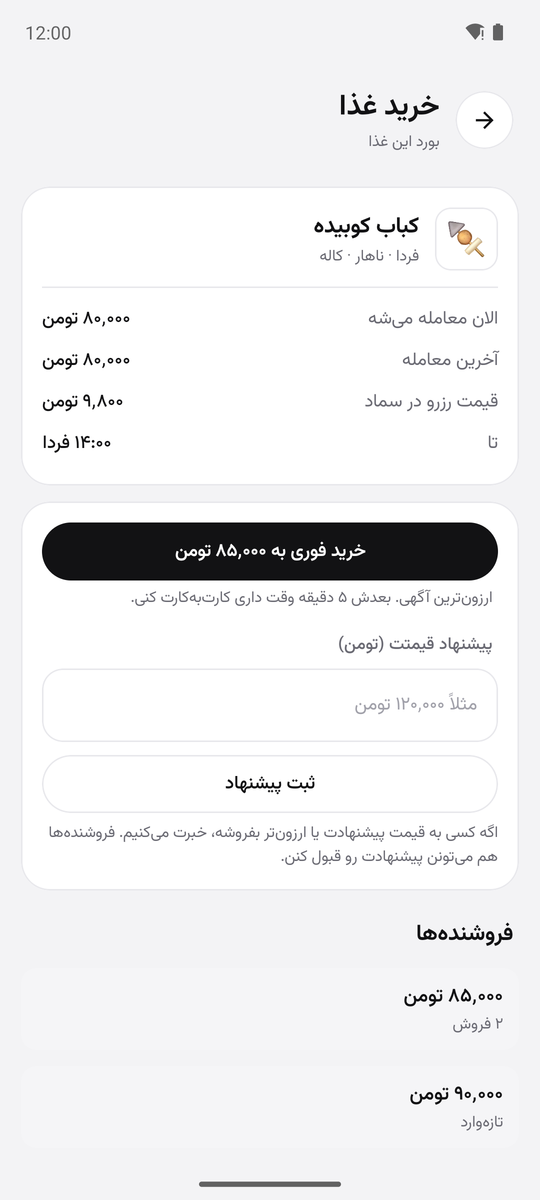 12:00
خرید غذا
بورد این غذا
کباب کوبیده
فردا · ناهار · کاله
الان معامله می‌شه
۸۰,۰۰۰ تومن
آخرین معامله
۸۰,۰۰۰ تومن
قیمت رزرو در سماد
۹,۸۰۰ تومن
تا
۱۴:۰۰ فردا
خرید فوری به ۸۵,۰۰۰ تومن
ارزون‌ترین آگهی. بعدش ۵ دقیقه وقت داری کارت‌به‌کارت کنی.
پیشنهاد قیمتت (تومن)
مثلاً ۱۲۰,۰۰۰ تومن
ثبت پیشنهاد
اگه کسی به قیمت پیشنهادت یا ارزون‌تر بفروشه، خبرت می‌کنیم. فروشنده‌ها
هم می‌تونن پیشنهادت رو قبول کنن.
فروشنده‌ها
۸۵,۰۰۰ تومن
۲ فروش
۹۰,۰۰۰ تومن
تازه‌وارد